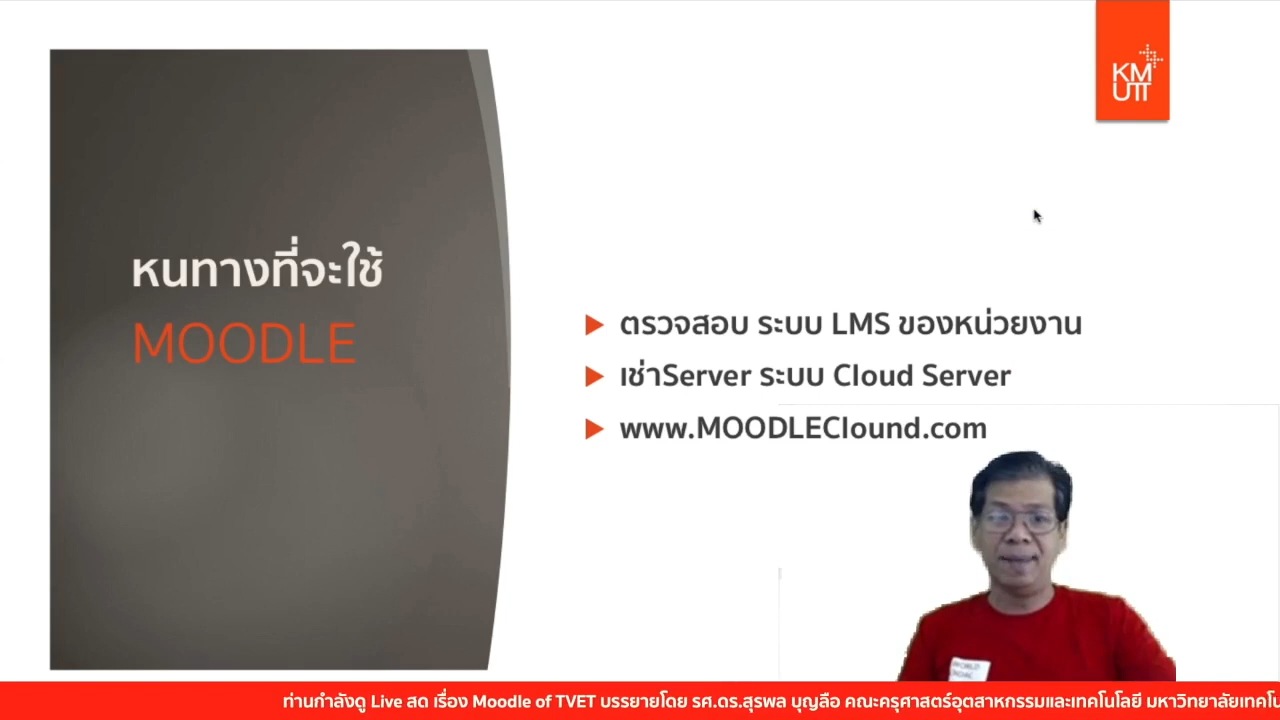 KM
UTT
หนทางที่จะใช้
MOODLE
ตรวจสอบ ระบบ LMS ของหน่วยงาน
เช่าServer ระบบ Cloud Server
www.MOODLEClound.com
ท่านกำลังดู Live สด เรื่อง Moodle of TVET บรรยายโดย รศ.ดร.สุรพล บุญลือ คณะครุศาสตร์อุตสาหกรรมและเทคโนโลยี มหาวิทยาลัยเทคโน